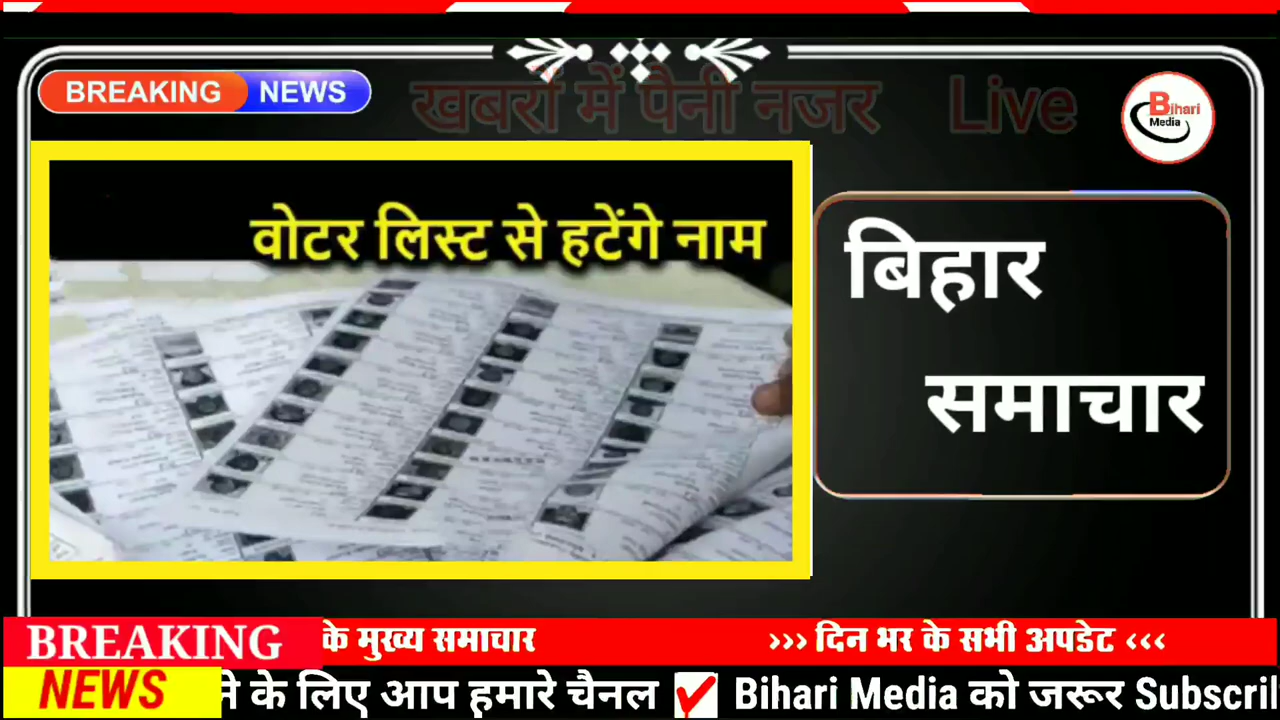 BREAKING NEWS
खबरों में पैनी नजर Live
Bihari
Media
वोटर लिस्ट से हटेंगे नाम
बिहार
समाचार
BREAKING
NEWS
के मुख्य समाचार ››› दिन भर के सभी अपडेट ‹‹‹
के लिए आप हमारे चैनल ✓ Bihari Media को जरूर